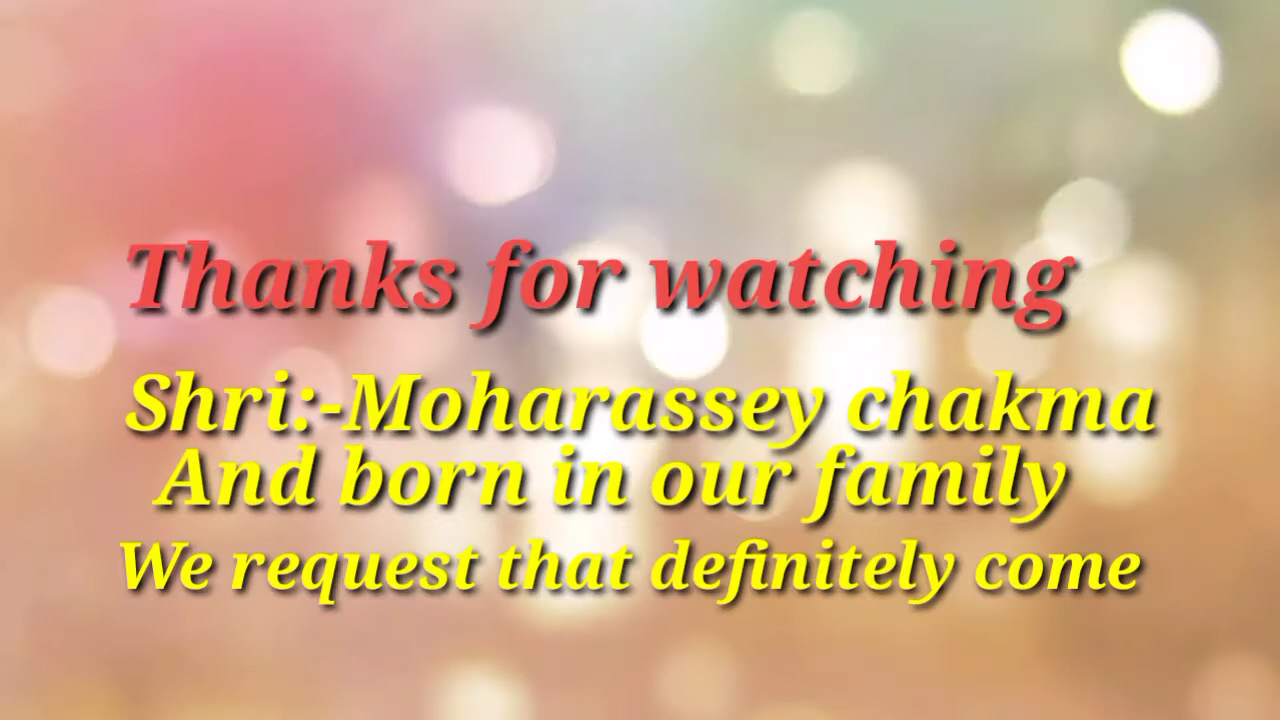 Thanks for watching
Shri:-Moharassey chakma
And born in our family
We request that definitely come